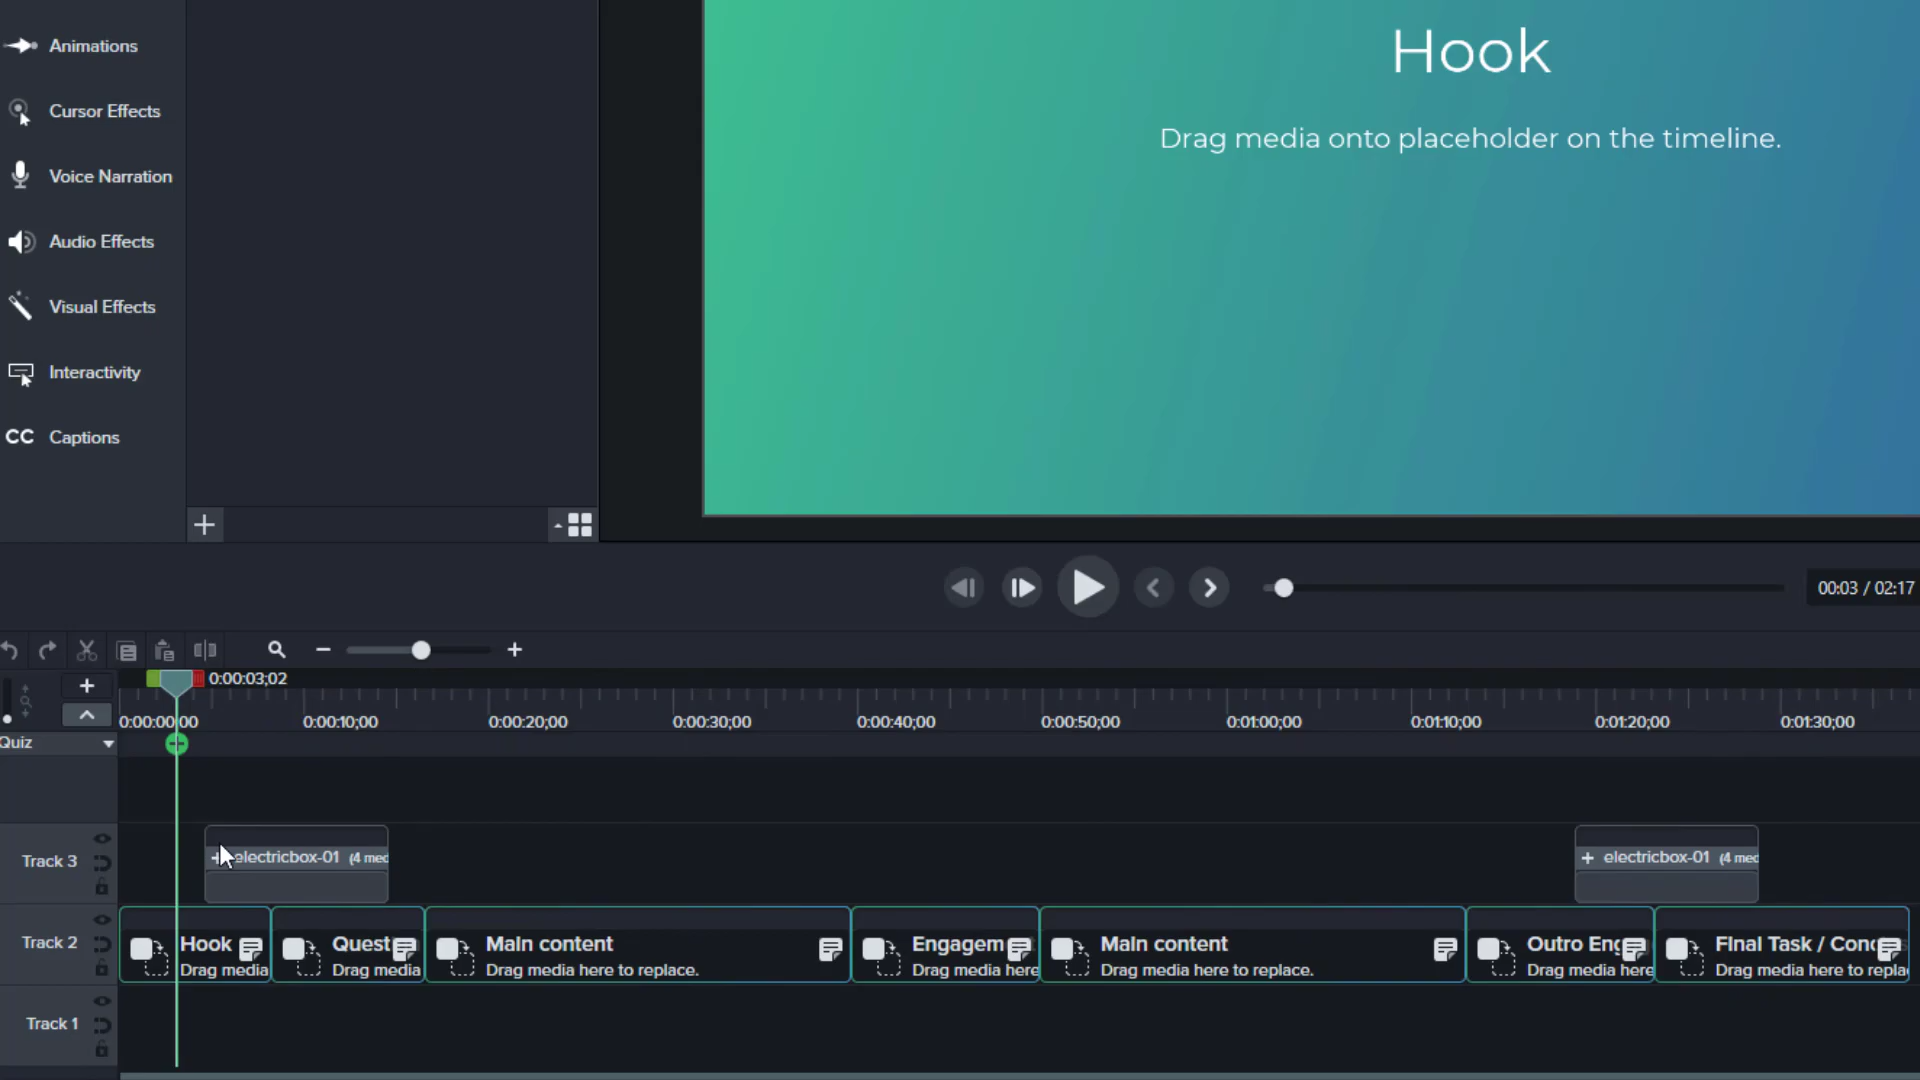 Animations
Cursor Effects
Voice Narration
Audio Effects
Visual Effects
Interactivity
CC Captions
Hook
Drag media onto placeholder on the timeline.
00:03 / 02:17
0:00:03;02
0:00:00;00 0:00:10;00 0:00:20;00 0:00:30;00 0:00:40;00 0:00:50;00 0:01:00;00 0:01:10;00 0:01:20;00 0:01:30;00
Quiz
Track 3
+ electricbox-01 (4 med
+ electricbox-01 (4 med
Track 2
Hook
Drag media
Quest
Drag media
Main content
Drag media here to replace.
Engagem
Drag media here
Main content
Drag media here to replace.
Outro Eng
Drag media here
Final Task / Conc
Drag media here to repla
Track 1